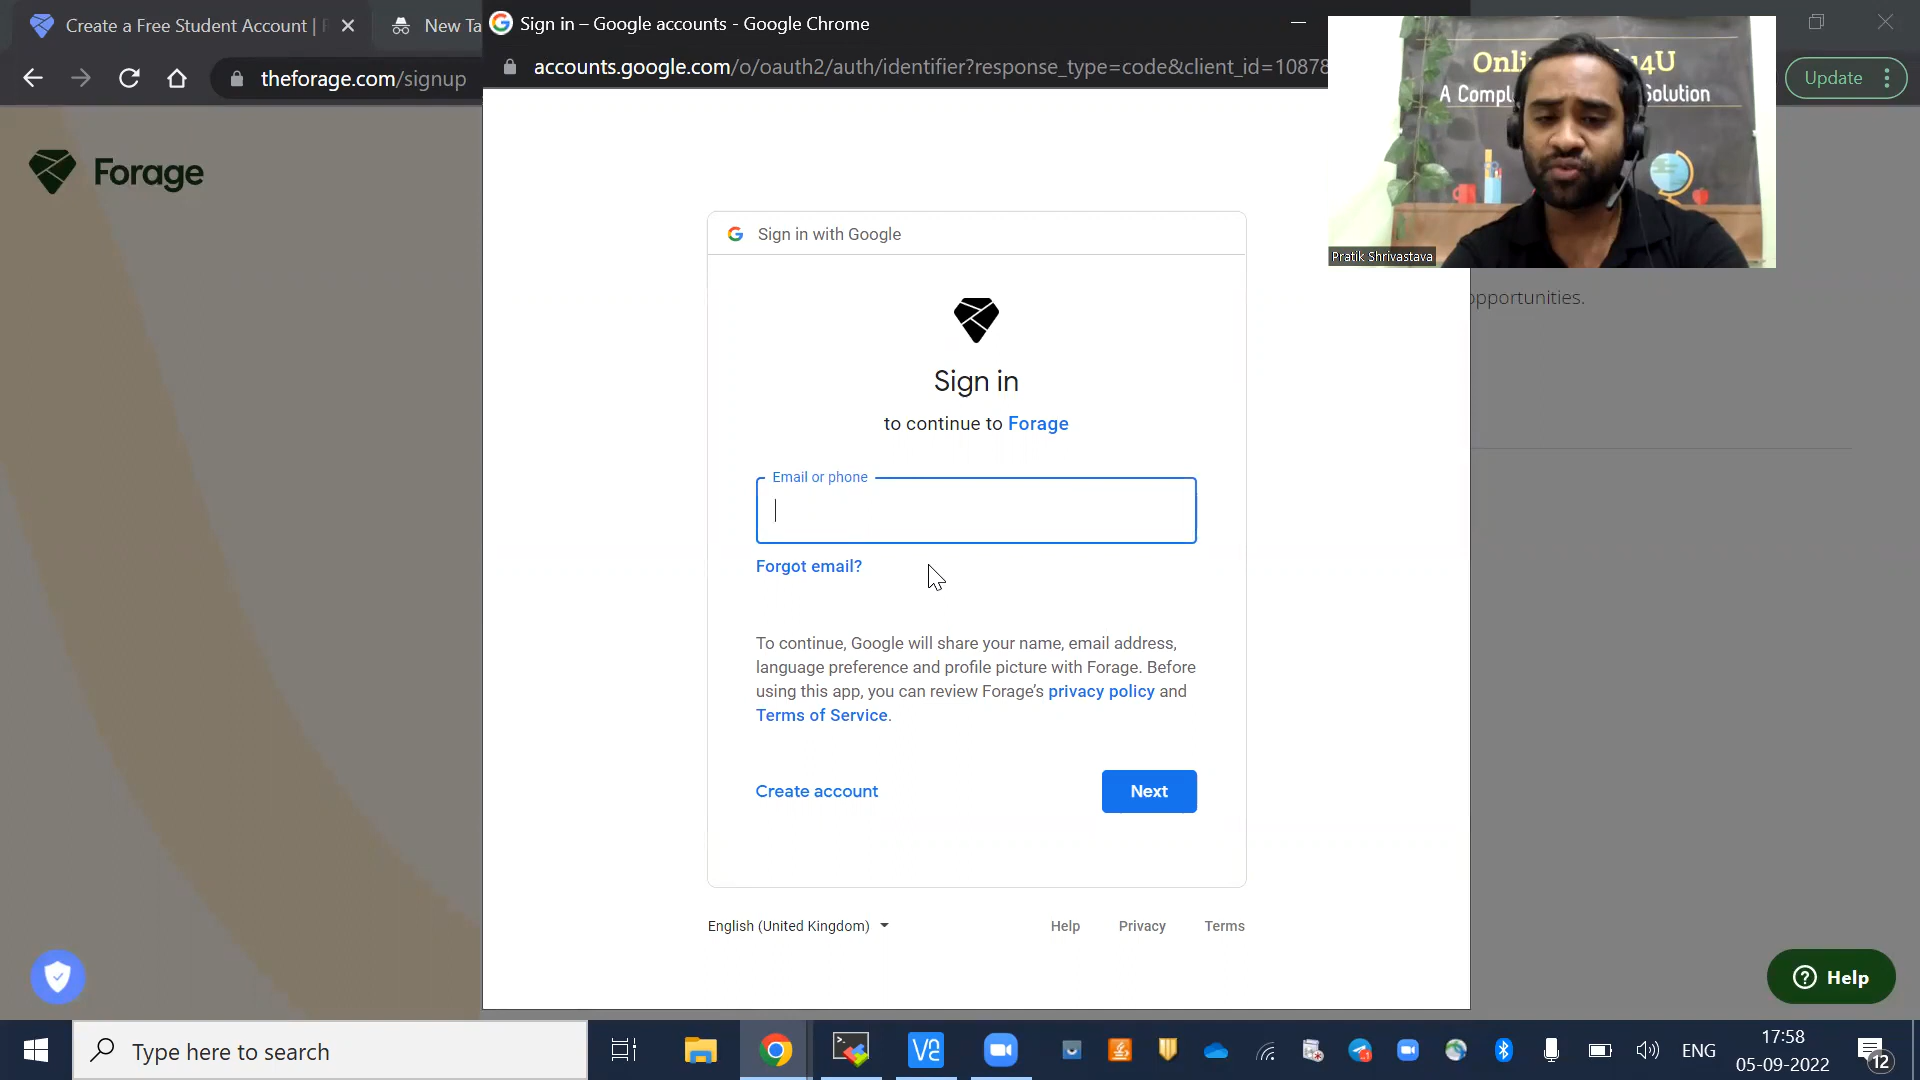 Create a Free Student Account |
New Ta
Sign in – Google accounts - Google Chrome
theforage.com/signup
accounts.google.com/o/oauth2/auth/identifier?response_type=code&client_id=10878
Update
Forage
A Compl
Solution
Pratik Shrivastava
opportunities.
Sign in with Google
Sign in
to continue to Forage
Email or phone
Forgot email?
To continue, Google will share your name, email address,
language preference and profile picture with Forage. Before
using this app, you can review Forage's privacy policy and
Terms of Service.
Create account
Next
English (United Kingdom)
Help
Privacy
Terms
Help
Type here to search
ENG
17:58
05-09-2022
12